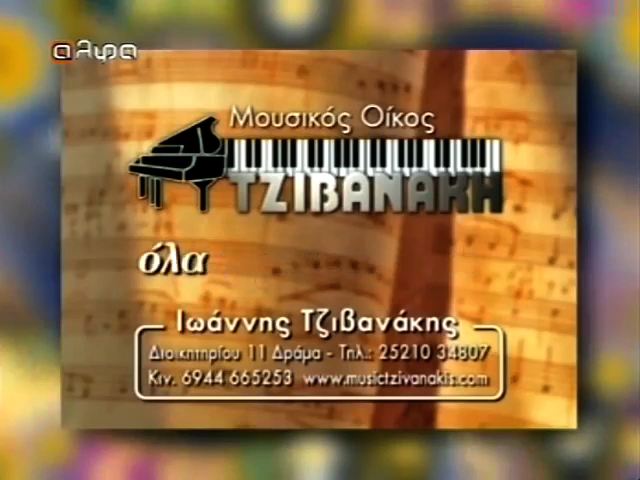 αλφα
Μουσικός Οίκος
ΤΖΙΒΑΝΑΚΗ
όλα
Ιωάννης Τζιβανάκης
Διοικητηρίου 11 Δράμα - Τηλ.: 25210 34807
Κιν. 6944 665253 www.musictzivanakis.com